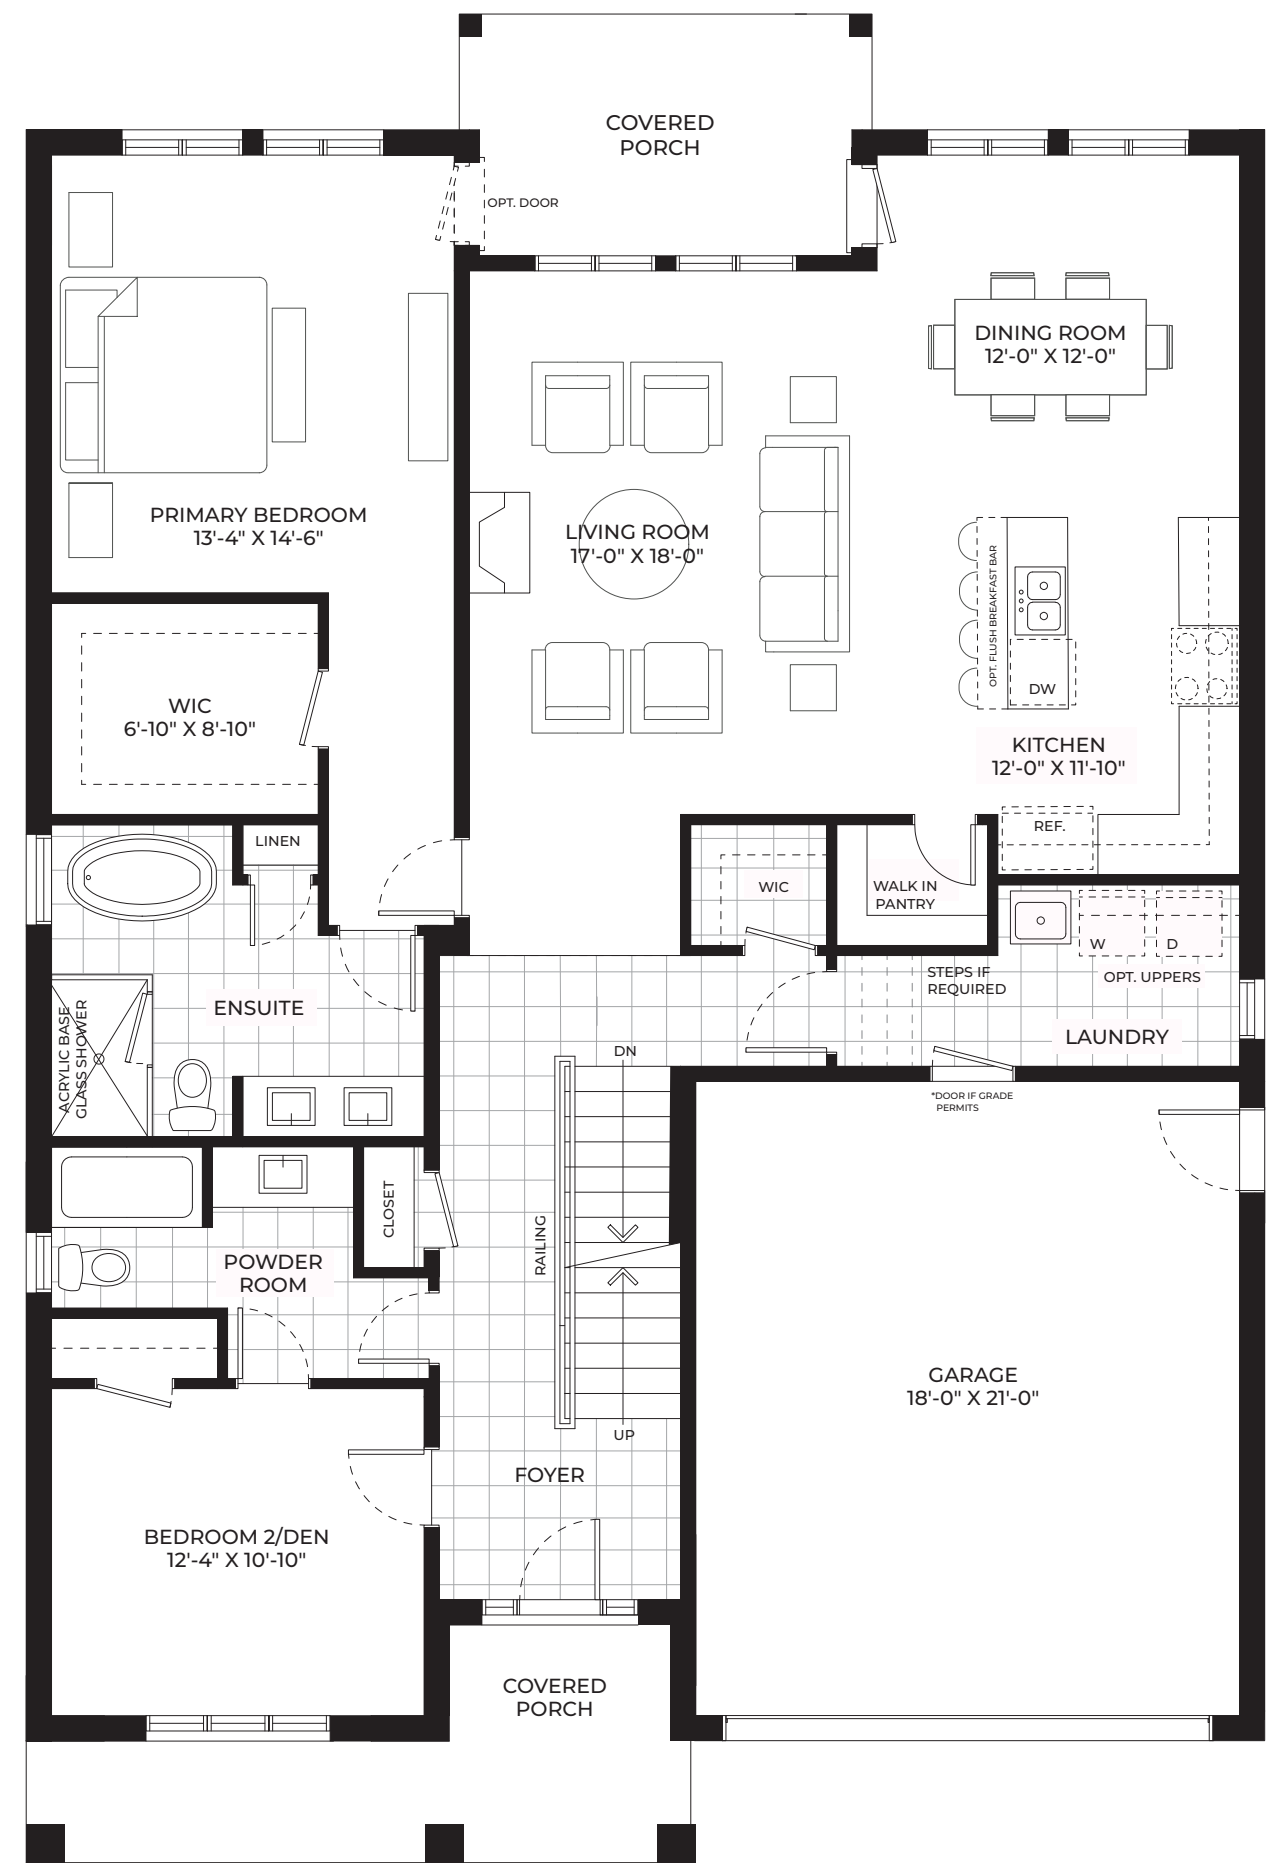 COVERED
PORCH
OPT. DOOR
DINING ROOM
12'-0" X 12'-0"
PRIMARY BEDROOM
13'-4" X 14'-6"
LIVING ROOM
17'-0" X 18'-0"
OPT. FLUSH BREAKFAST BAR
DW
WIC
6'-10" X 8'-10"
KITCHEN
12'-0" X 11'-10"
REF.
LINEN
WIC
WALK IN
PANTRY
W
D
STEPS IF
REQUIRED
OPT. UPPERS
ENSUITE
ACRYLIC BASE
GLASS SHOWER
LAUNDRY
DN
*DOOR IF GRADE
PERMITS
CLOSET
RAILING
POWDER
ROOM
GARAGE
18'-0" X 21'-0"
UP
FOYER
BEDROOM 2/DEN
12'-4" X 10'-10"
COVERED
PORCH